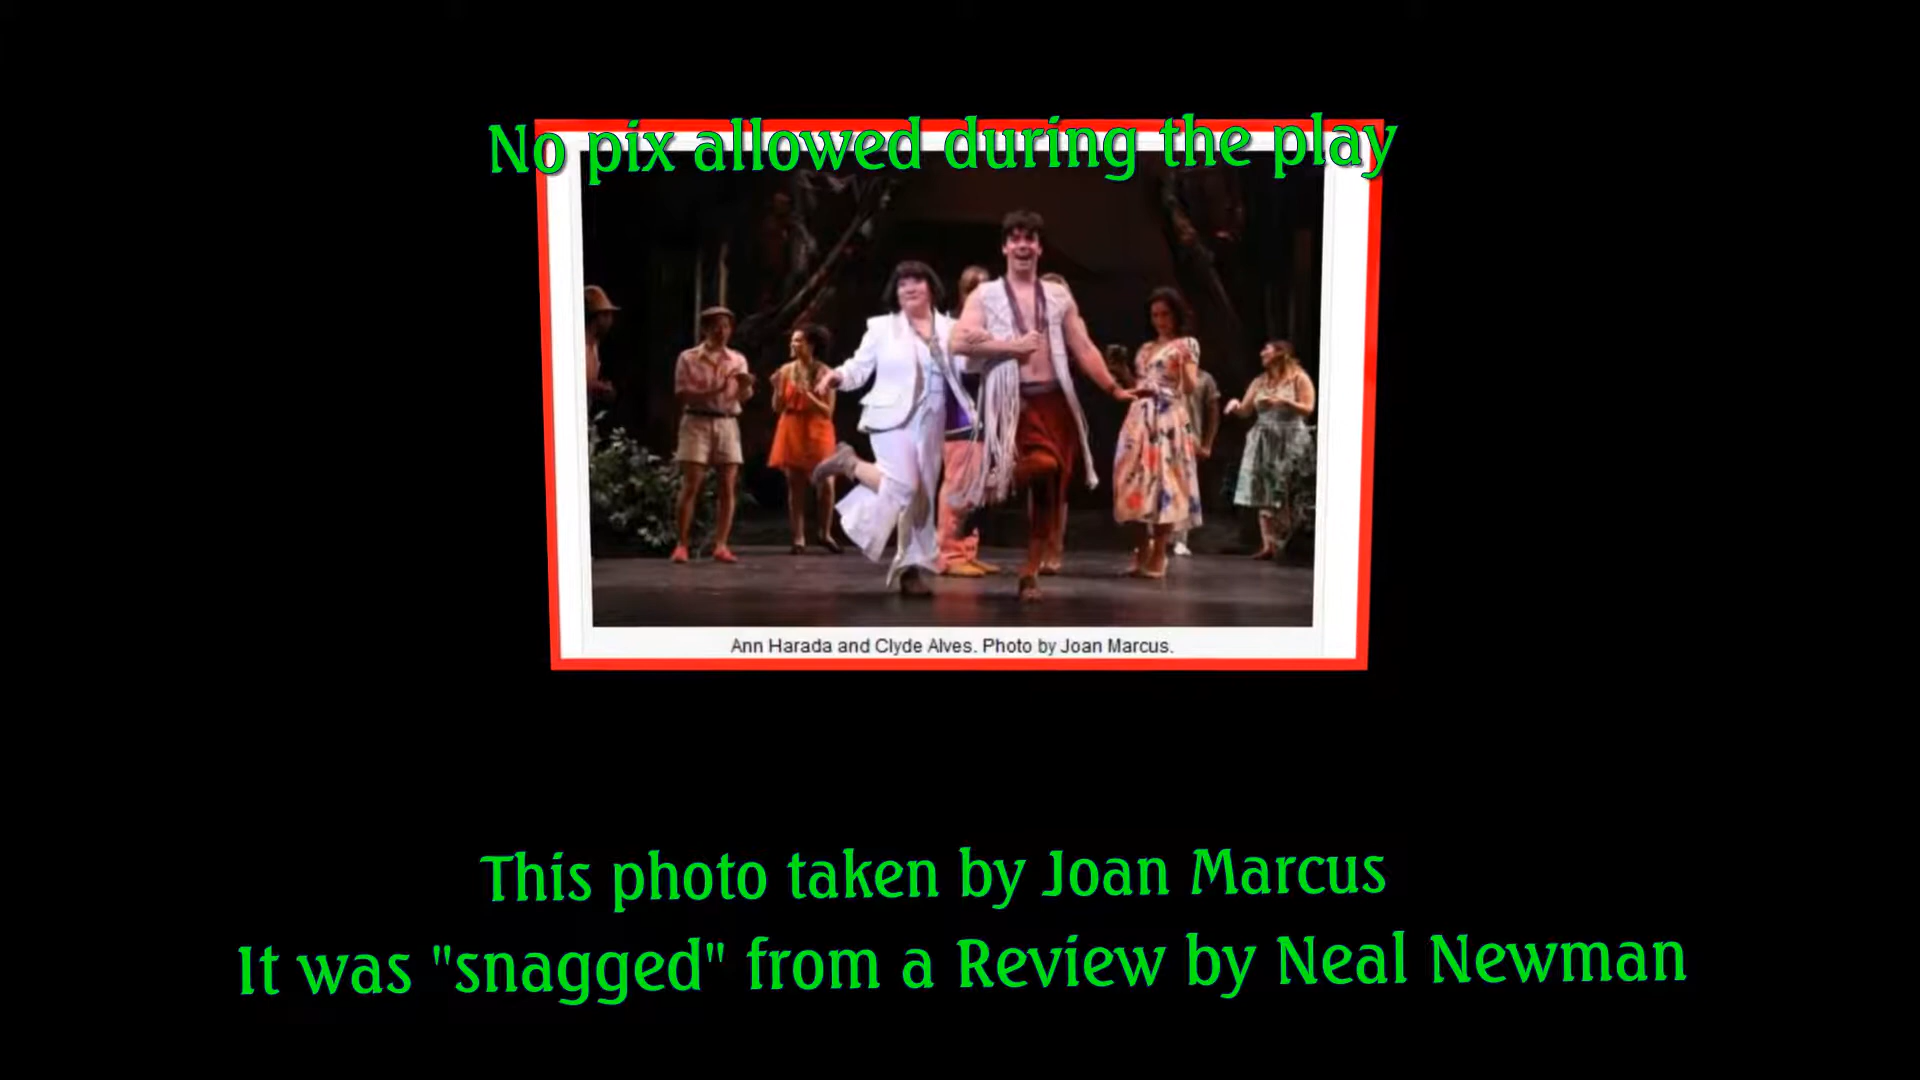 No pix allowed during the play
Ann Harada and Clyde Alves. Photo by Joan Marcus.
This photo taken by Joan Marcus
It was "snagged" from a Review by Neal Newman